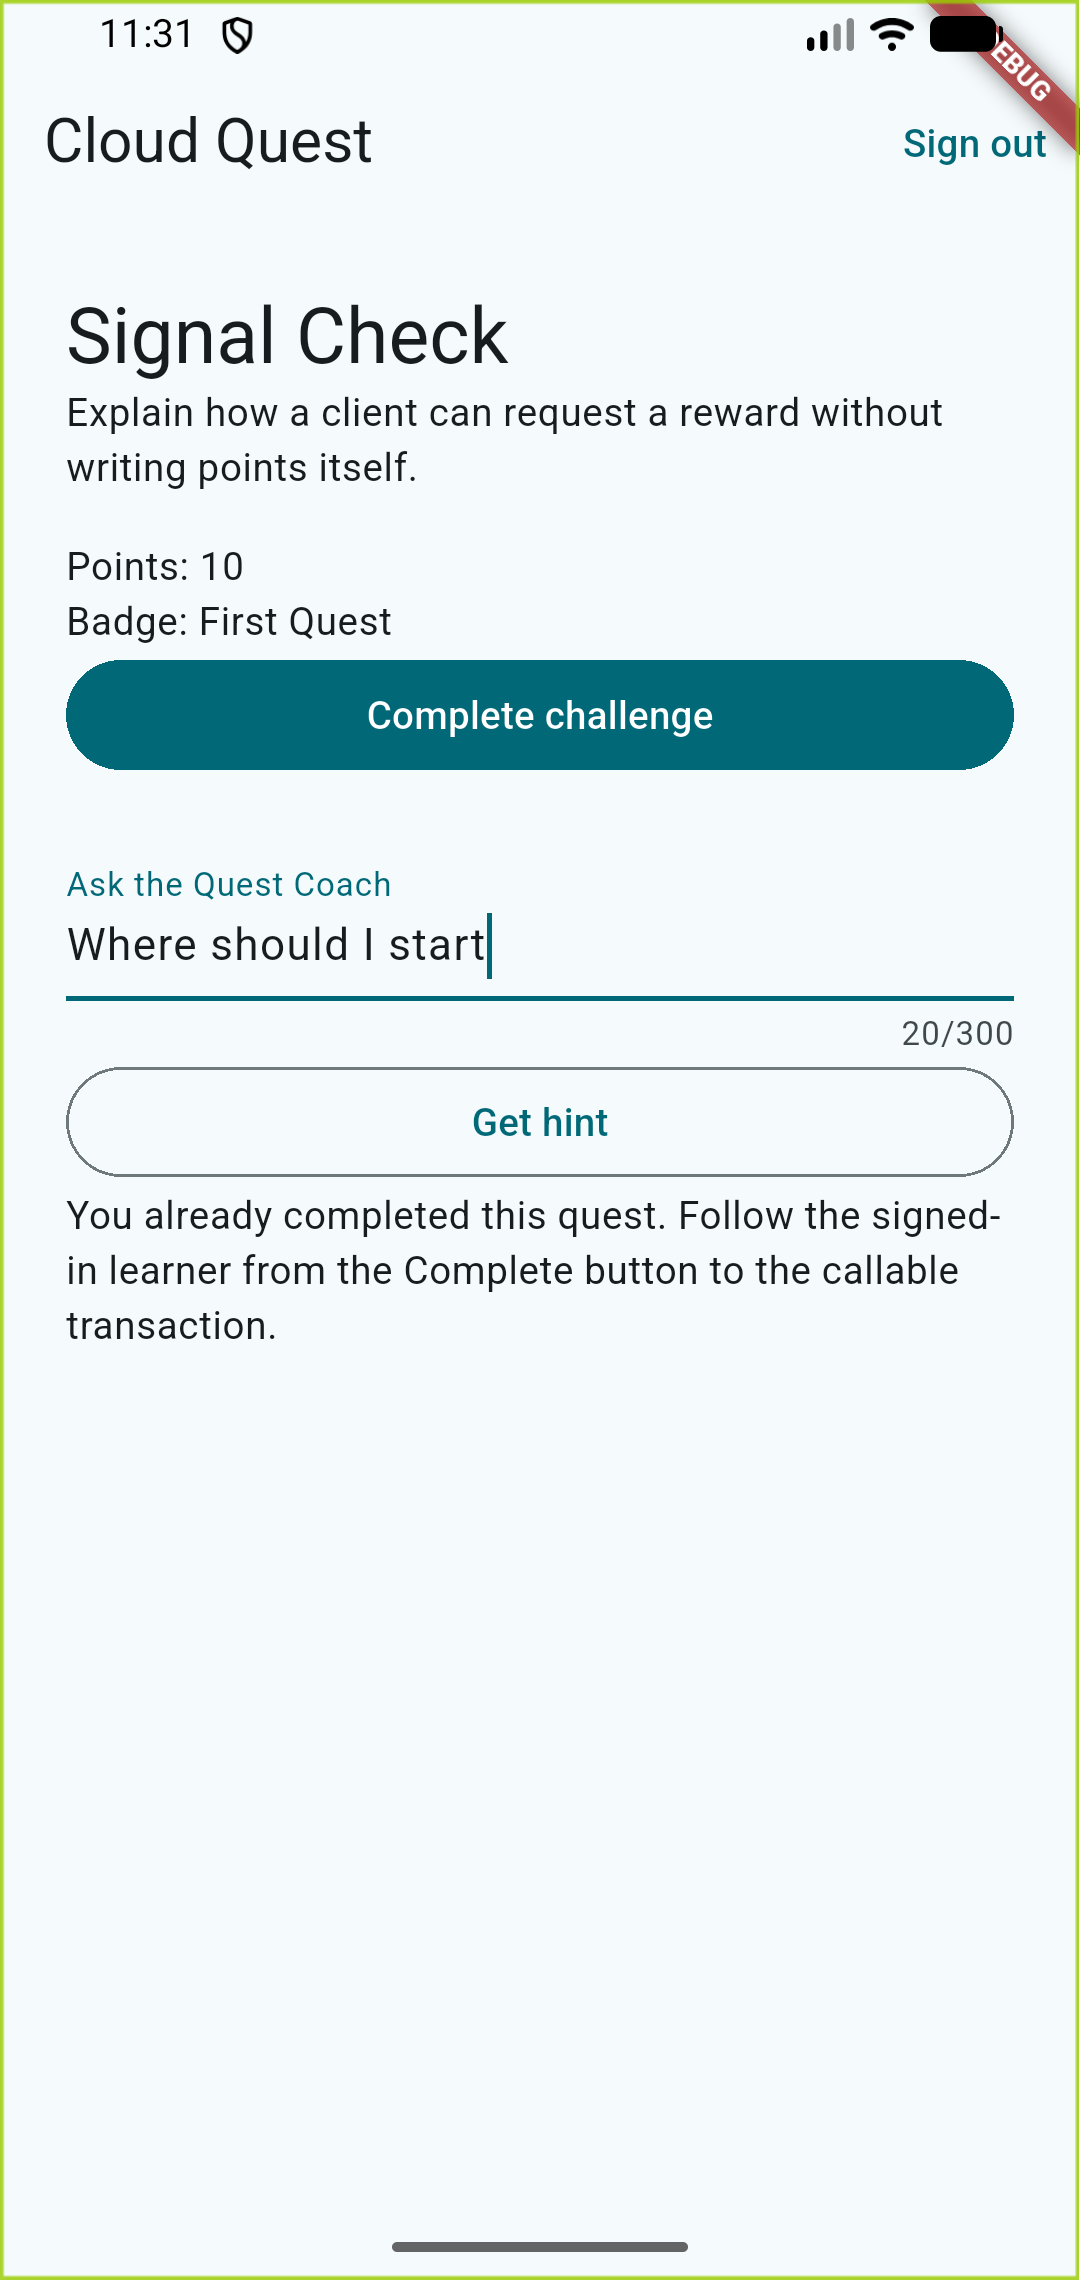 11:31
EBUG
Cloud Quest
Sign out
Signal Check
Explain how a client can request a reward without
writing points itself.
Points: 10
Badge: First Quest
Complete challenge
Ask the Quest Coach
Where should I start
20/300
Get hint
You already completed this quest. Follow the signed-
in learner from the Complete button to the callable
transaction.